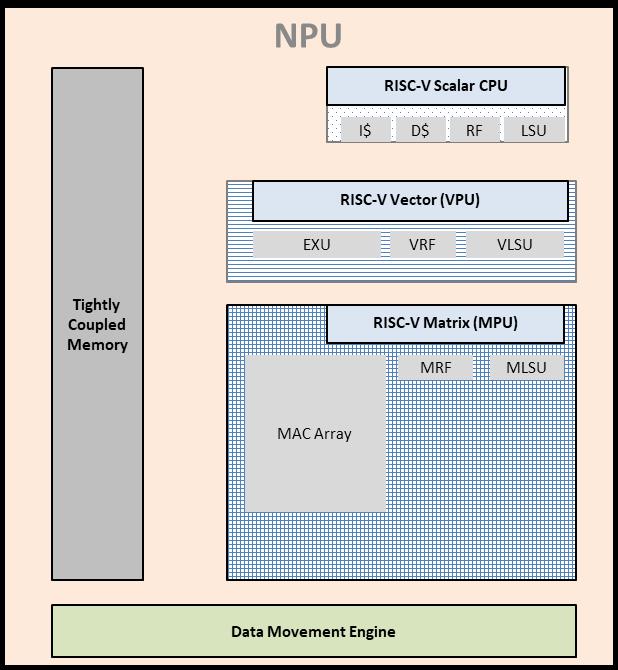 NPU
RISC-V Scalar CPU
I$ D$ RF LSU
RISC-V Vector (VPU)
EXU VRF VLSU
Tightly
Coupled
Memory
RISC-V Matrix (MPU)
MRF MLSU
MAC Array
Data Movement Engine